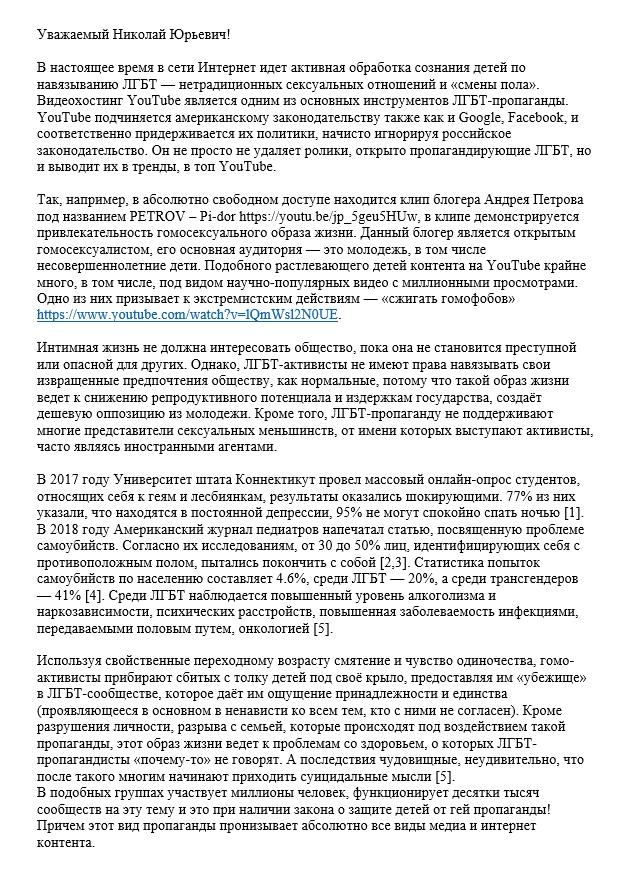 Уважаемый Николай Юрьевич!
В настоящее время в сети Интернет идет активная обработка сознания детей по
навязыванию ЛГБТ — нетрадиционных сексуальных отношений и «смены пола».
Видеохостинг YouTube является одним из основных инструментов ЛГБТ-пропаганды.
YouTube подчиняется американскому законодательству также как и Google, Facebook, и
соответственно придерживается их политики, начисто игнорируя российское
законодательство. Он не просто не удаляет ролики, открыто пропагандирующие ЛГБТ, но
и выводит их в тренды, в топ YouTube.
Так, например, в абсолютно свободном доступе находится клип блогера Андрея Петрова
под названием PETROV – Pi-dor https://youtu.be/jp_5geu5HUw, в клипе демонстрируется
привлекательность гомосексуального образа жизни. Данный блогер является открытым
гомосексуалистом, его основная аудитория — это молодежь, в том числе
несовершеннолетние дети. Подобного растлевающего детей контента на YouTube крайне
много, в том числе, под видом научно-популярных видео с миллионными просмотрами.
Одно из них призывает к экстремистским действиям — «сжигать гомофобов»
https://www.youtube.com/watch?v=lQmWsl2N0UE.
Интимная жизнь не должна интересовать общество, пока она не становится преступной
или опасной для других. Однако, ЛГБТ-активисты не имеют права навязывать свои
извращенные предпочтения обществу, как нормальные, потому что такой образ жизни
ведет к снижению репродуктивного потенциала и издержкам государства, создаёт
дешевую оппозицию из молодежи. Кроме того, ЛГБТ-пропаганду не поддерживают
многие представители сексуальных меньшинств, от имени которых выступают активисты,
часто являясь иностранными агентами.
В 2017 году Университет штата Коннектикут провел массовый онлайн-опрос студентов,
относящих себя к геям и лесбиянкам, результаты оказались шокирующими. 77% из них
указали, что находятся в постоянной депрессии, 95% не могут спокойно спать ночью [1].
В 2018 году Американский журнал педиатров напечатал статью, посвященную проблеме
самоубийств. Согласно их исследованиям, от 30 до 50% лиц, идентифицирующих себя с
противоположным полом, пытались покончить с собой [2,3]. Статистика попыток
самоубийств по населению составляет 4.6%, среди ЛГБТ — 20%, а среди трансгендеров
— 41% [4]. Среди ЛГБТ наблюдается повышенный уровень алкоголизма и
наркозависимости, психических расстройств, повышенная заболеваемость инфекциями,
передаваемыми половым путем, онкологией [5].
Используя свойственные переходному возрасту смятение и чувство одиночества, гомо-
активисты прибирают сбитых с толку детей под своё крыло, предоставляя им «убежище»
в ЛГБТ-сообществе, которое даёт им ощущение принадлежности и единства
(проявляющееся в основном в ненависти ко всем тем, кто с ними не согласен). Кроме
разрушения личности, разрыва с семьей, которые происходят под воздействием такой
пропаганды, этот образ жизни ведет к проблемам со здоровьем, о которых ЛГБТ-
пропагандисты «почему-то» не говорят. А последствия чудовищные, неудивительно, что
после такого многим начинают приходить суицидальные мысли [5].
В подобных группах участвует миллионы человек, функционирует десятки тысяч
сообществ на эту тему и это при наличии закона о защите детей от гей пропаганды!
Причем этот вид пропаганды пронизывает абсолютно все виды медиа и интернет
контента.